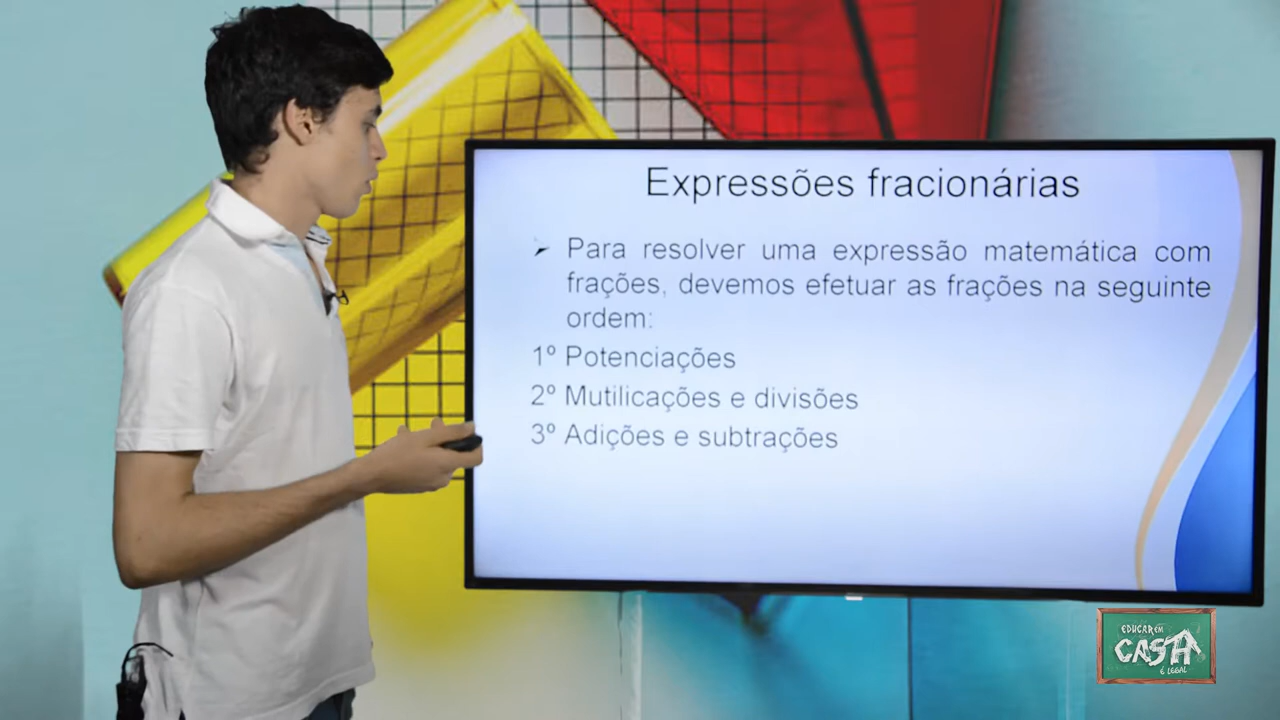 Expressões fracionárias
➢ Para resolver uma expressão matemática com
frações, devemos efetuar as frações na seguinte
ordem:
1º Potenciações
2º Mutilicações e divisões
3º Adições e subtrações
EDUCAR EM
CASA
É LEGAL